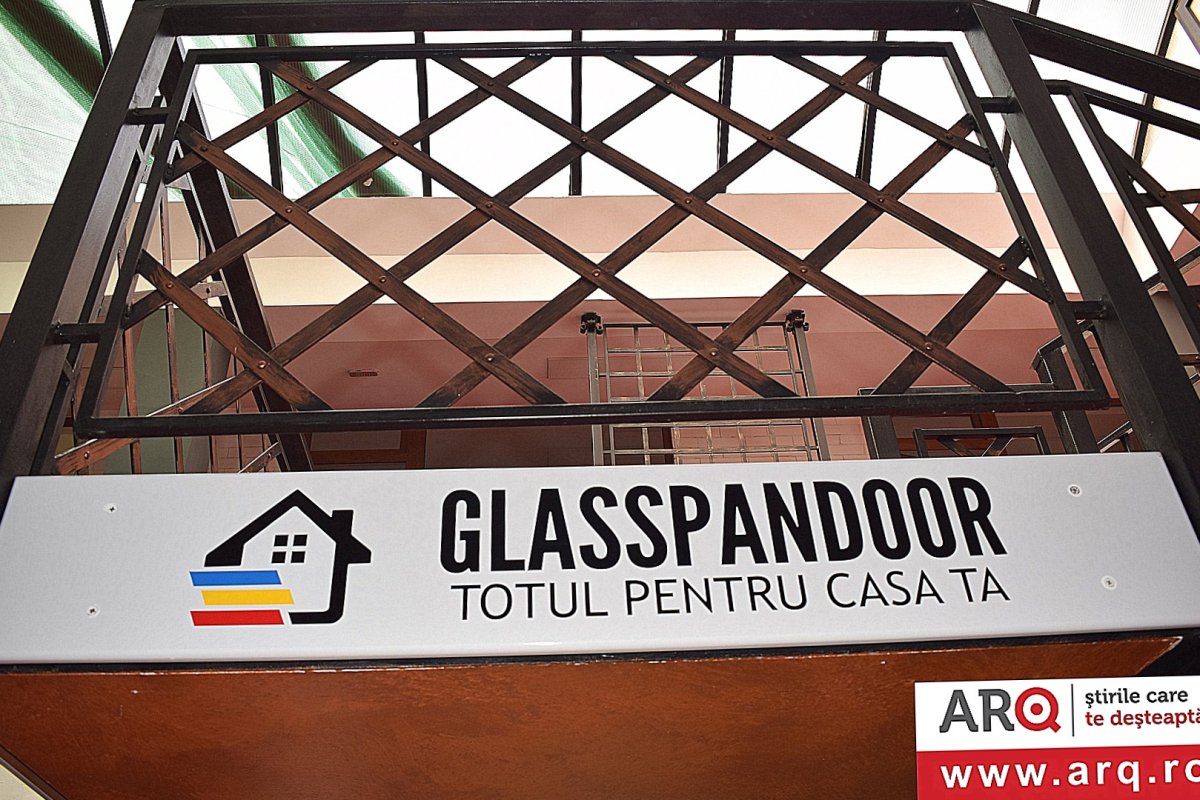 GLASSPANDOOR
TOTUL PENTRU CASA TA
ARQ
ştirile care
te deşteaptă
www.arq.ro